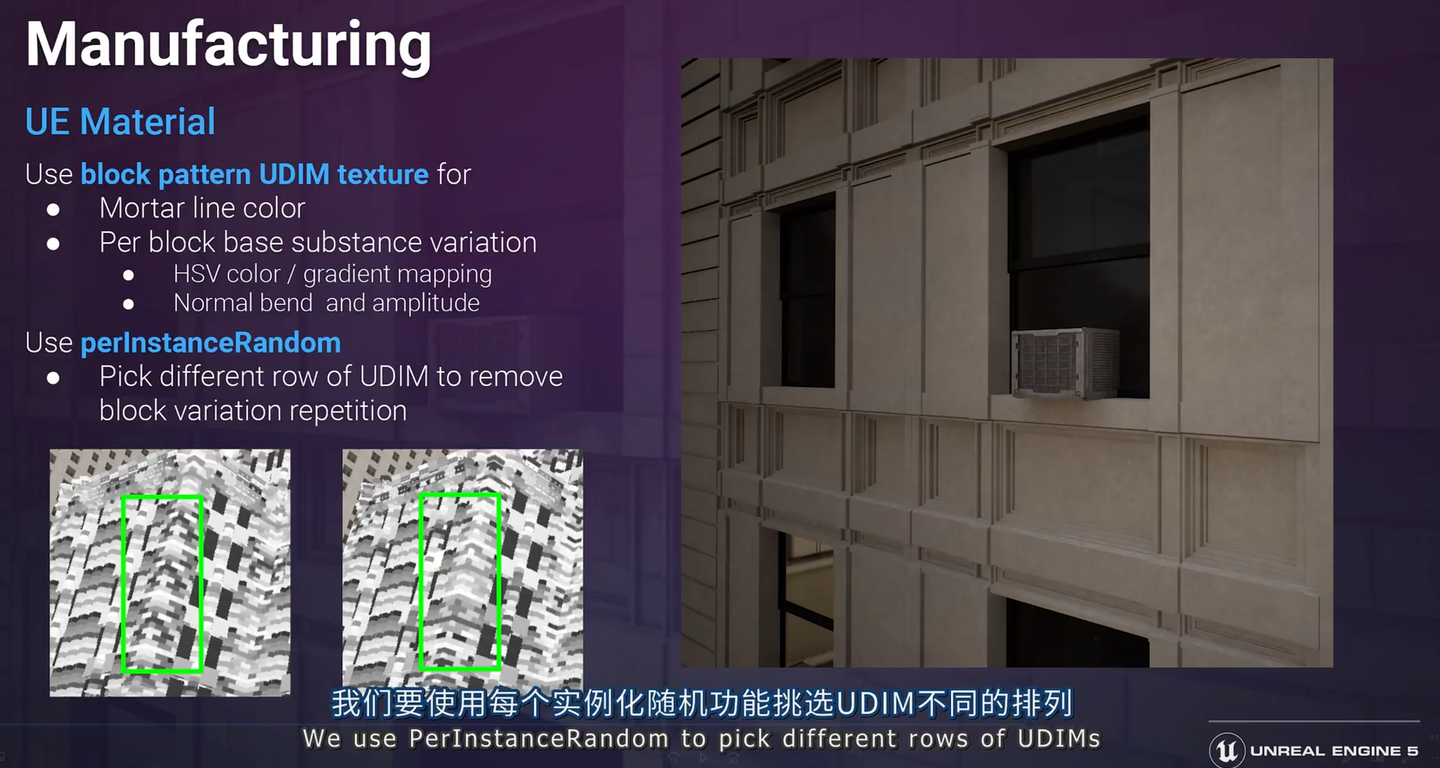 Manufacturing
UE Material
Use block pattern UDIM texture for
● Mortar line color
● Per block base substance variation
● HSV color / gradient mapping
● Normal bend and amplitude
Use perInstanceRandom
● Pick different row of UDIM to remove
block variation repetition
我们要使用每个实例化随机功能挑选UDIM不同的排列
We use PerInstanceRandom to pick different rows of UDIMs
UNREAL ENGINE 5